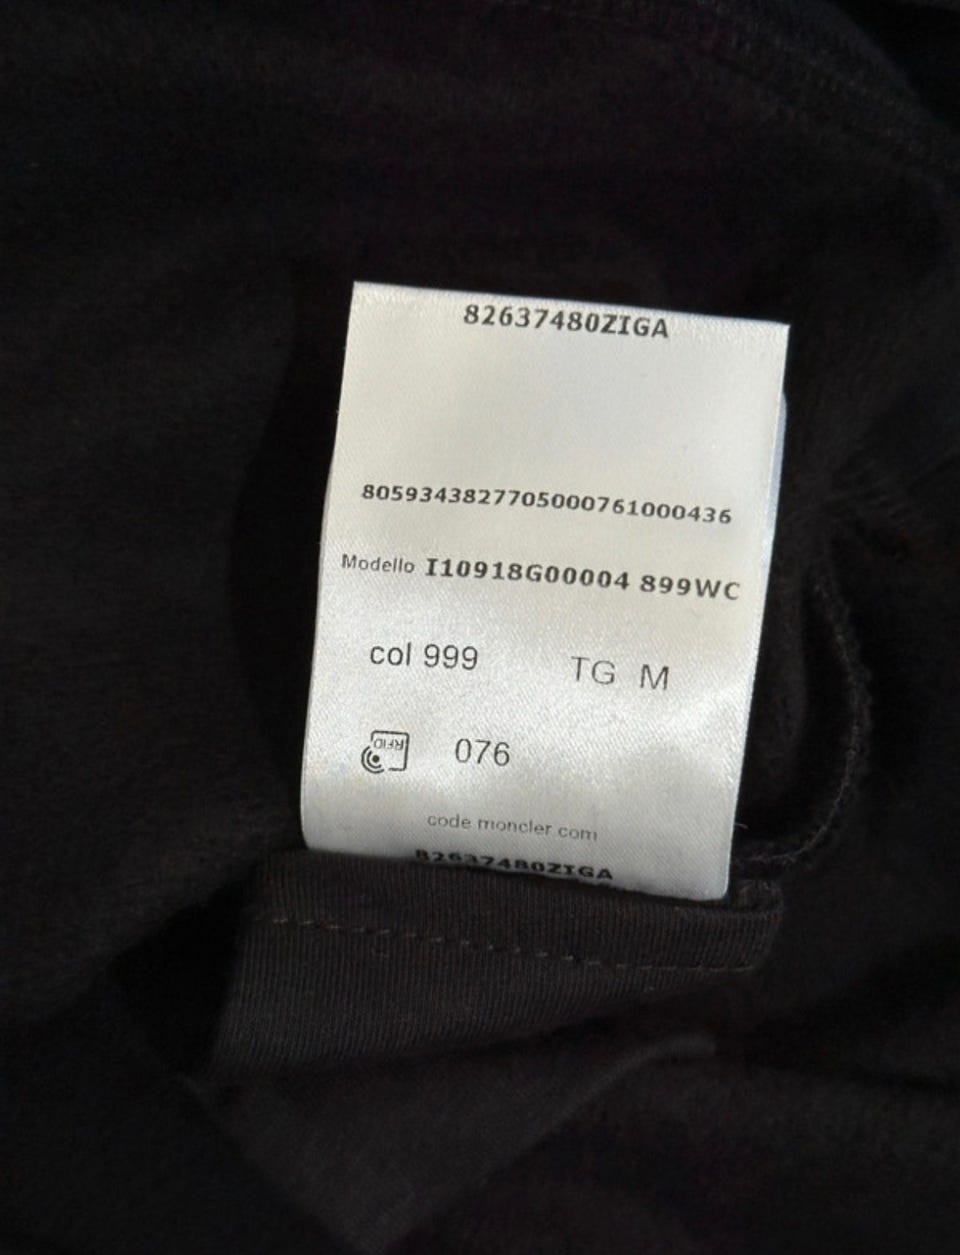 82637480ZIGA
8059343827705000761000436
Modello I10918G00004 899WC
col 999 TG M
RFID 076
code moncler com
82637480ZIGA